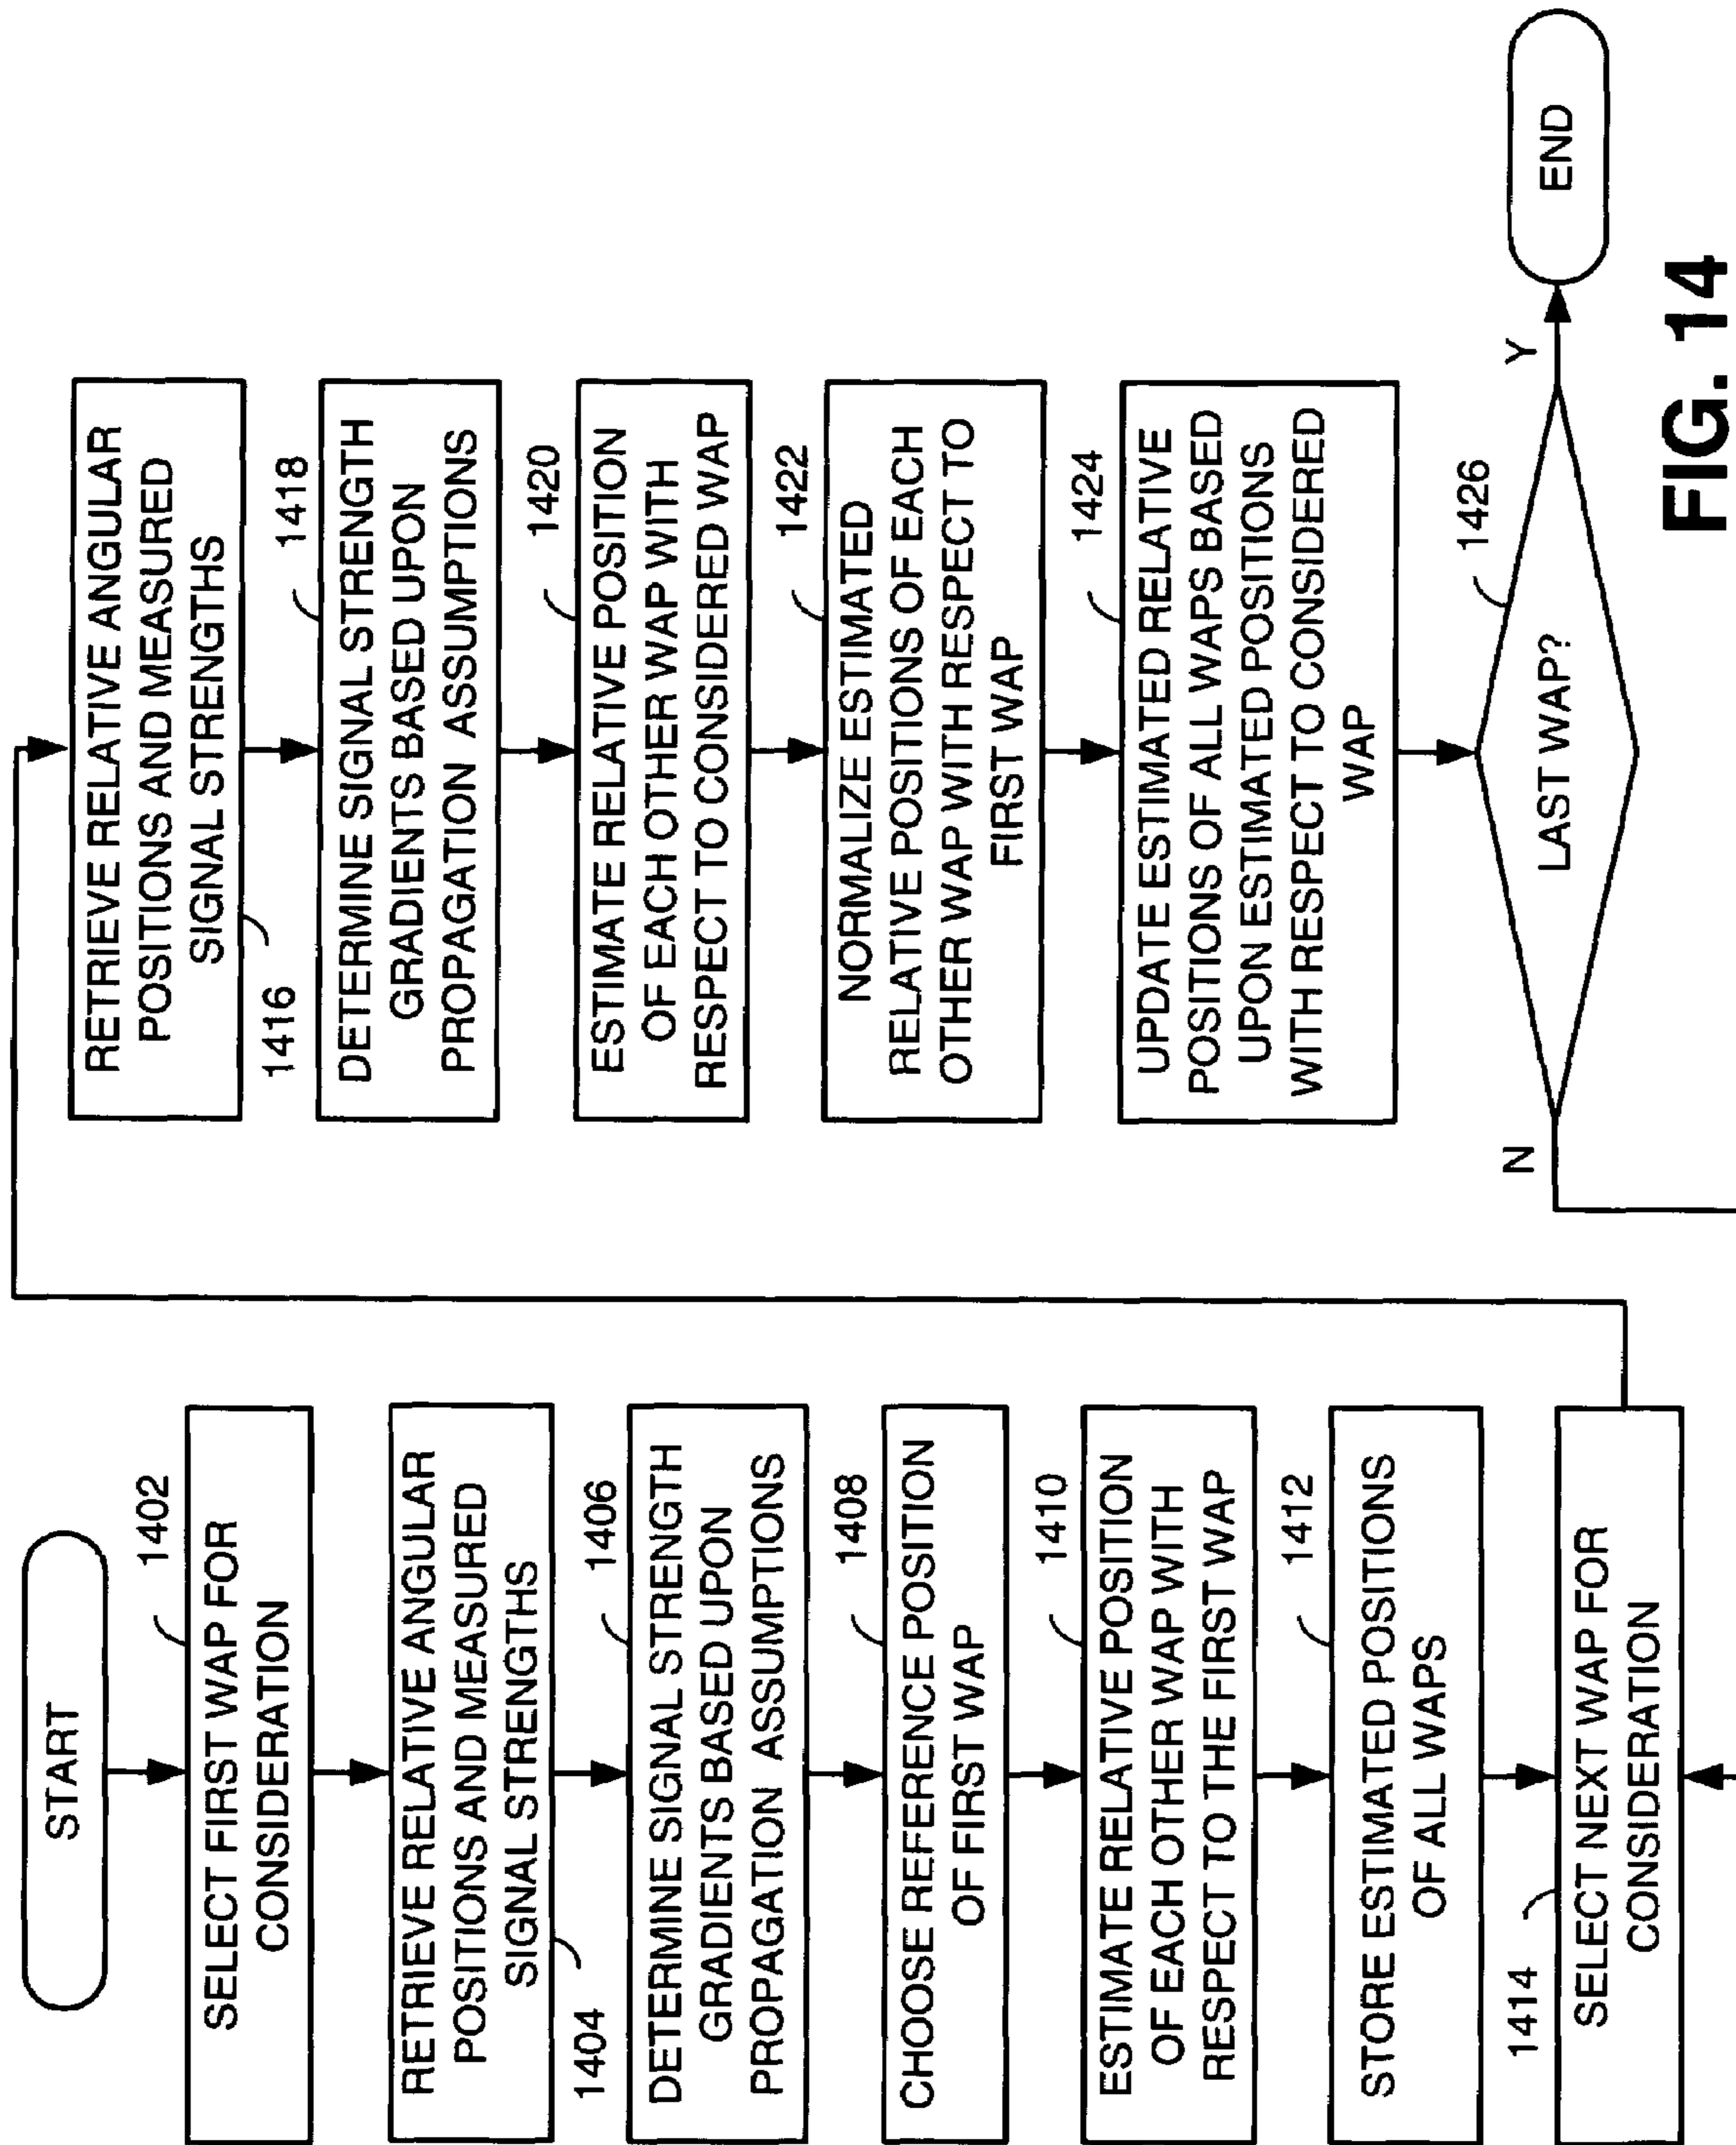 START
1402
SELECT FIRST WAP FOR
CONSIDERATION
RETRIEVE RELATIVE ANGULAR
POSITIONS AND MEASURED
SIGNAL STRENGTHS
1404
1406
DETERMINE SIGNAL STRENGTH
GRADIENTS BASED UPON
PROPAGATION ASSUMPTIONS
1408
CHOOSE REFERENCE POSITION
OF FIRST WAP
1410
ESTIMATE RELATIVE POSITION
OF EACH OTHER WAP WITH
RESPECT TO THE FIRST WAP
1412
STORE ESTIMATED POSITIONS
OF ALL WAPS
1414
SELECT NEXT WAP FOR
CONSIDERATION
RETRIEVE RELATIVE ANGULAR
POSITIONS AND MEASURED
SIGNAL STRENGTHS
1416
1418
DETERMINE SIGNAL STRENGTH
GRADIENTS BASED UPON
PROPAGATION ASSUMPTIONS
1420
ESTIMATE RELATIVE POSITION
OF EACH OTHER WAP WITH
RESPECT TO CONSIDERED WAP
1422
NORMALIZE ESTIMATED
RELATIVE POSITIONS OF EACH
OTHER WAP WITH RESPECT TO
FIRST WAP
1424
UPDATE ESTIMATED RELATIVE
POSITIONS OF ALL WAPS BASED
UPON ESTIMATED POSITIONS
WITH RESPECT TO CONSIDERED
WAP
1426
LAST WAP?
N
Y
END
FIG. 14